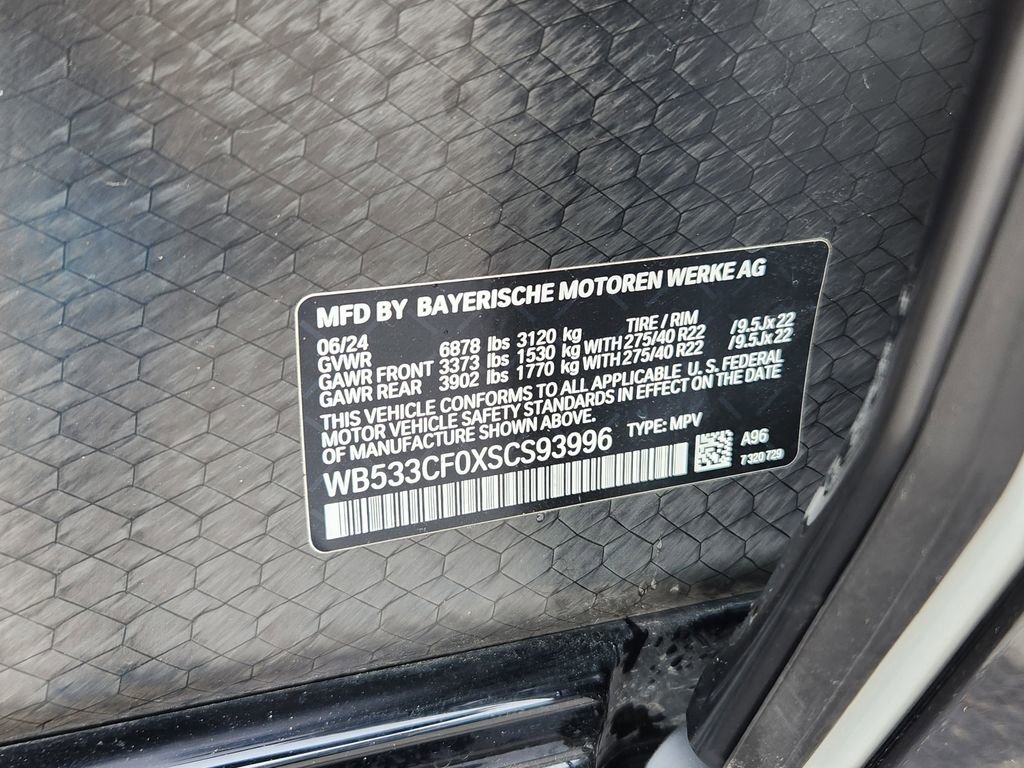 MFD BY BAYERISCHE MOTOREN WERKE AG
06/24 TIRE / RIM
GVWR 6878 lbs 3120 kg
GAWR FRONT 3373 lbs 1530 kg WITH 275/40 R22 /9.5Jx22
GAWR REAR 3902 lbs 1770 kg WITH 275/40 R22 /9.5Jx22
THIS VEHICLE CONFORMS TO ALL APPLICABLE U. S. FEDERAL
MOTOR VEHICLE SAFETY STANDARDS IN EFFECT ON THE DATE
OF MANUFACTURE SHOWN ABOVE. TYPE: MPV
WB533CF0XSCS93996
A96
7 320 729